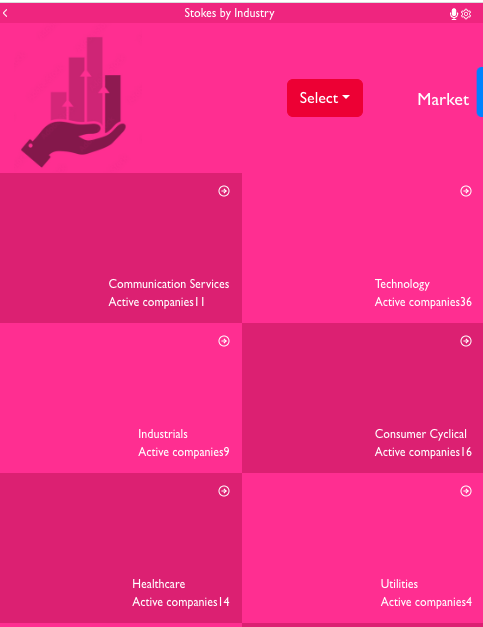 Stokes by Industry
Select
Market
Communication Services
Active companies11
Technology
Active companies36
Industrials
Active companies9
Consumer Cyclical
Active companies16
Healthcare
Active companies14
Utilities
Active companies4